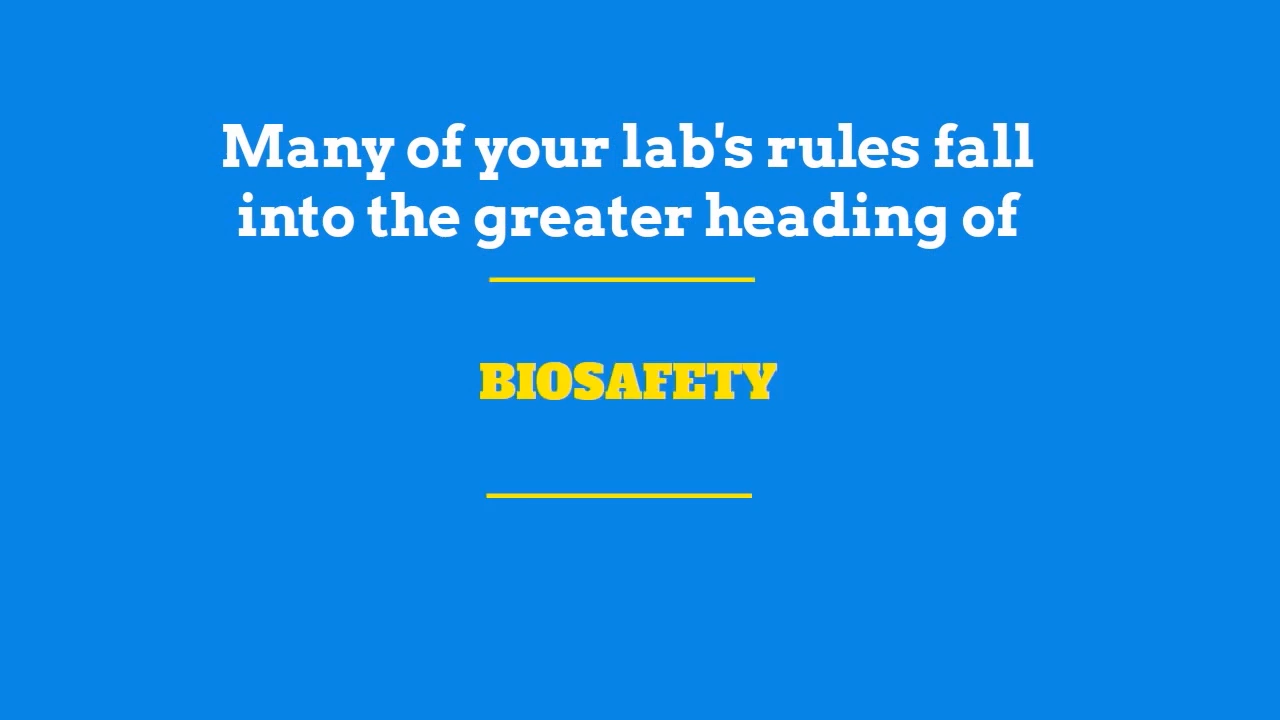 Many of your lab's rules fall
into the greater heading of
BIOSAFETY